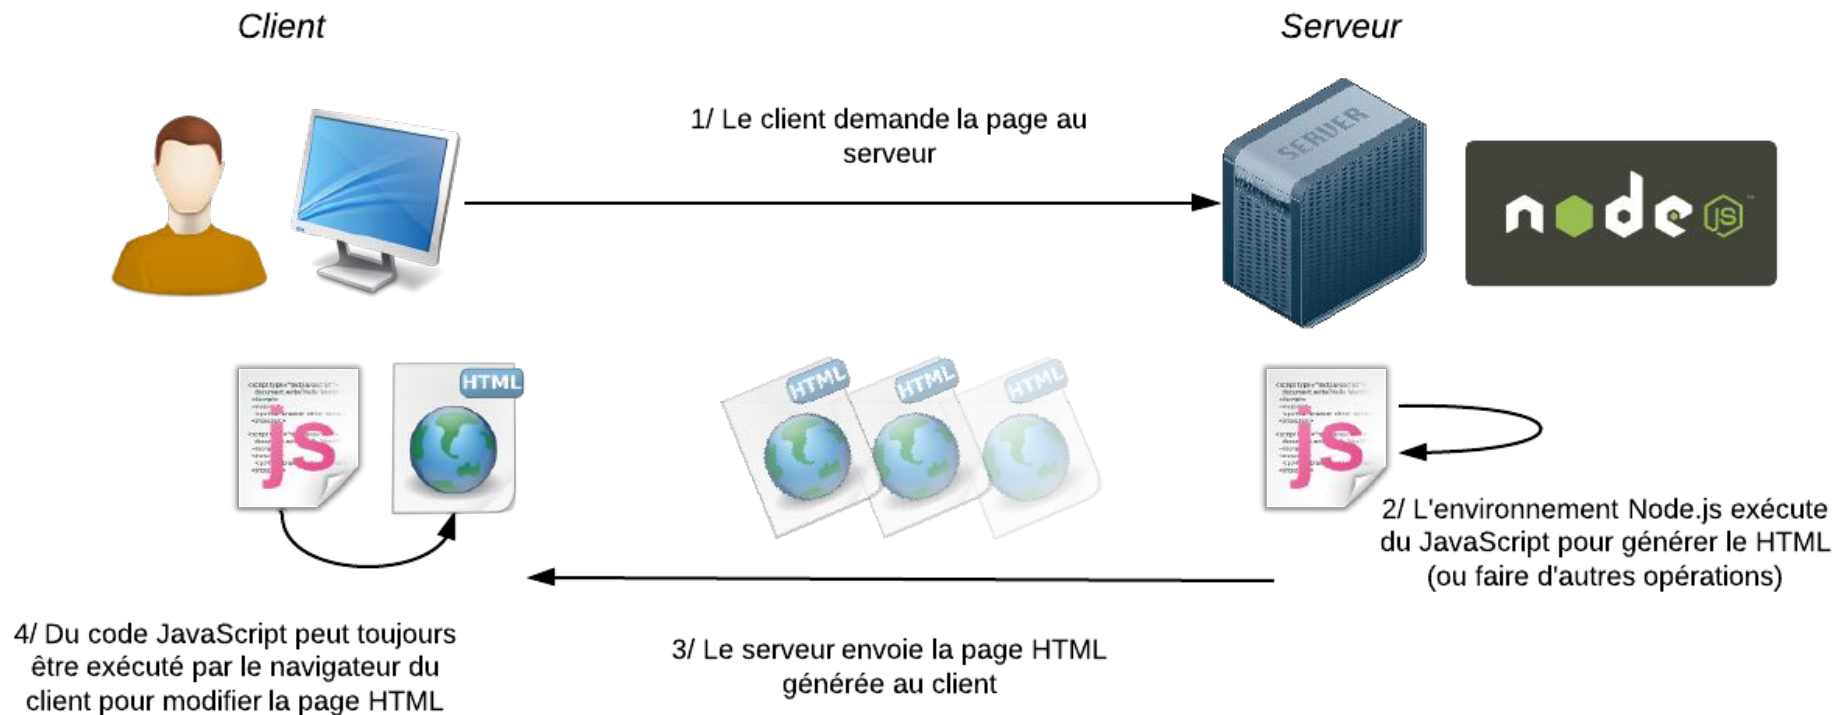 Client
Serveur
1/ Le client demande la page au
serveur
SERVER
node
JS
js
HTML
HTML
HTML
HTML
js
2/ L'environnement Node.js exécute
du JavaScript pour générer le HTML
(ou faire d'autres opérations)
4/ Du code JavaScript peut toujours
être exécuté par le navigateur du
client pour modifier la page HTML
3/ Le serveur envoie la page HTML
générée au client